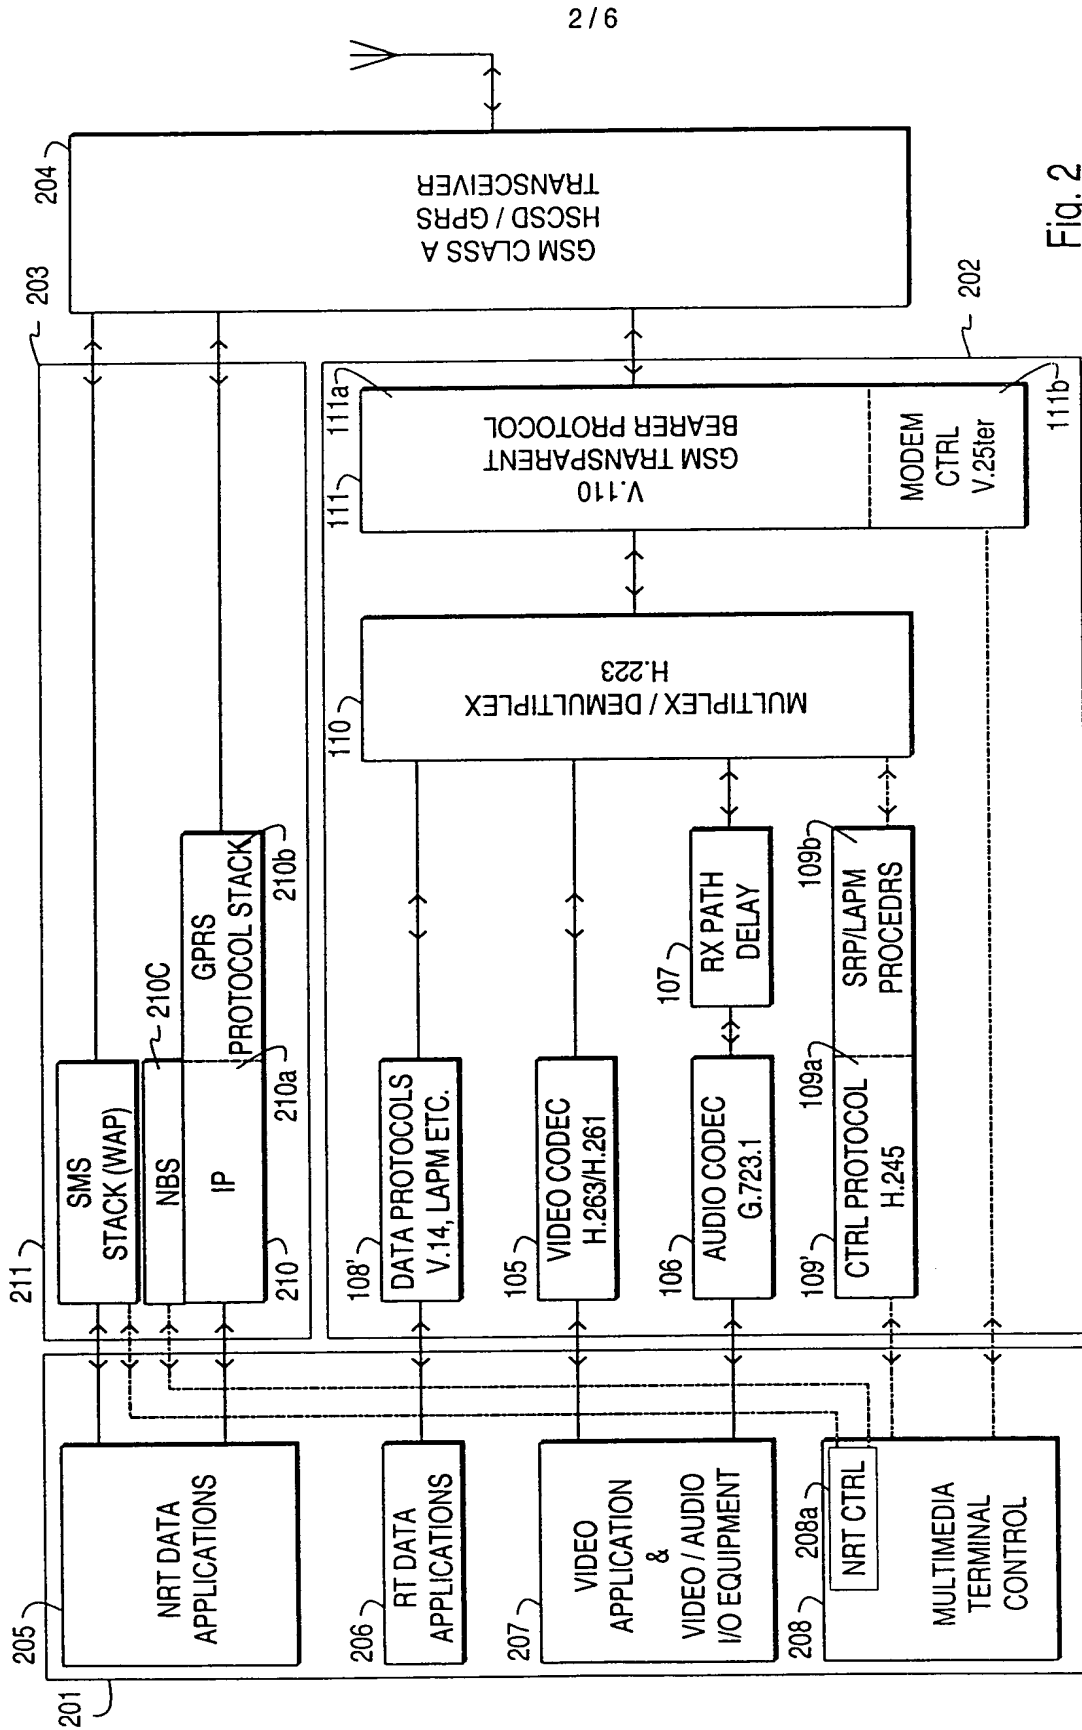 2/6
201
205
NRT DATA
APPLICATIONS
206
RT DATA
APPLICATIONS
207
VIDEO
APPLICATION
&
VIDEO / AUDIO
I/O EQUIPMENT
208
208a
NRT CTRL
MULTIMEDIA
TERMINAL
CONTROL
203
211
SMS
STACK (WAP)
NBS
210C
IP
210
210a
GPRS
PROTOCOL STACK
210b
202
108'
DATA PROTOCOLS
V.14, LAPM ETC.
105
VIDEO CODEC
H.263/H.261
106
AUDIO CODEC
G.723.1
107
RX PATH
DELAY
109'
109a
CTRL PROTOCOL
H.245
109b
SRP/LAPM
PROCEDRS
110
H.223
MULTIPLEX / DEMULTIPLEX
111
111a
V.110
GSM TRANSPARENT
BEARER PROTOCOL
MODEM
CTRL
V.25ter
111b
204
GSM CLASS A
HSCSD / GPRS
TRANSCEIVER
Fig. 2